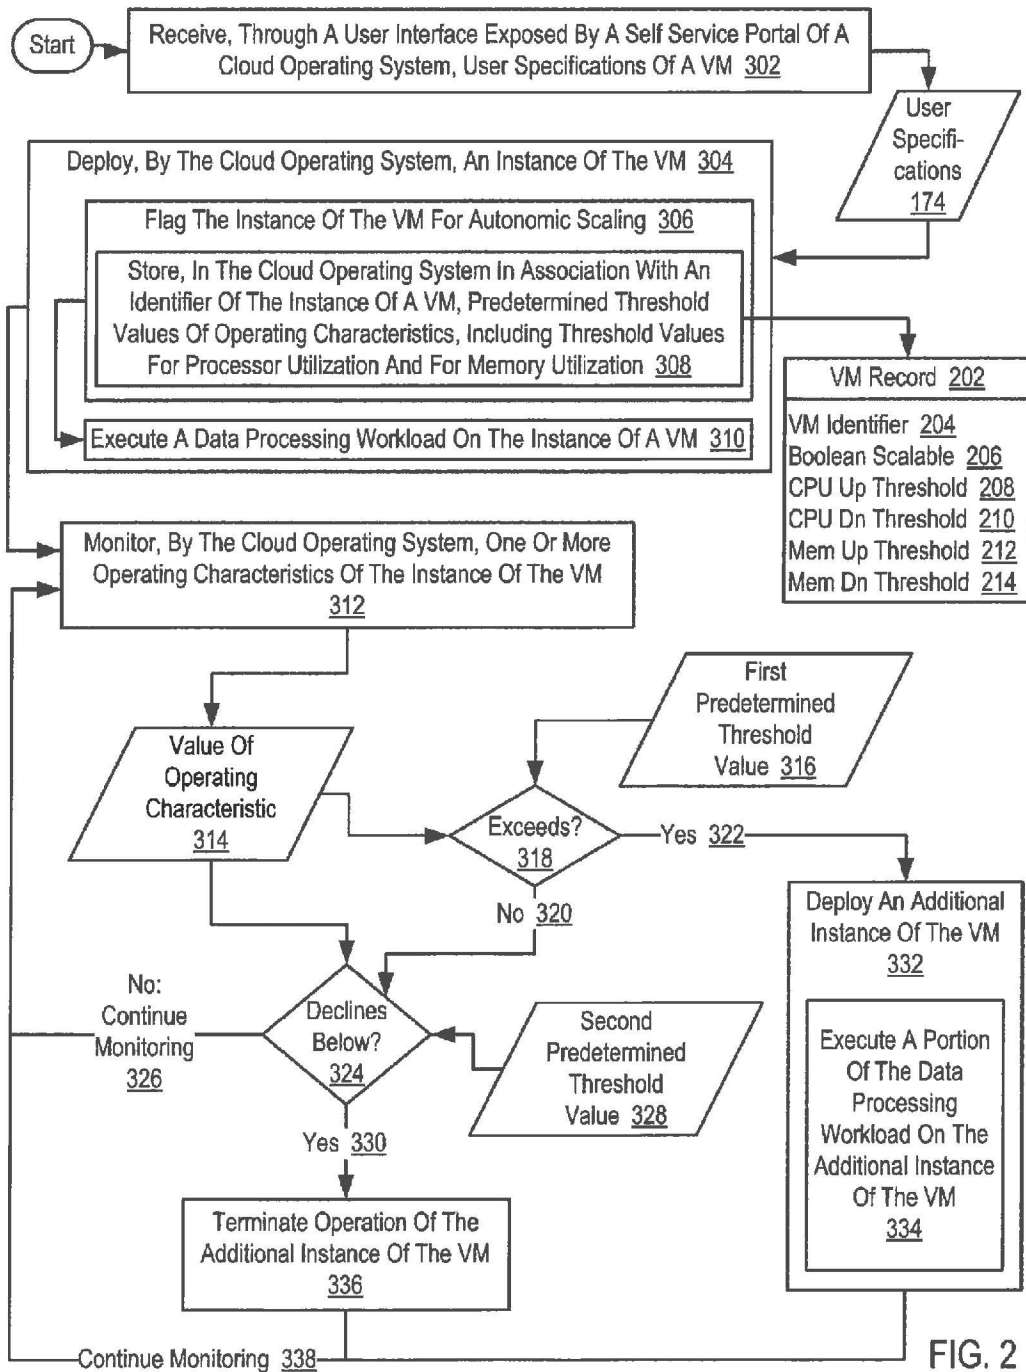 Start
Receive, Through A User Interface Exposed By A Self Service Portal Of A
Cloud Operating System, User Specifications Of A VM 302
User
Specifi-
cations
174
Deploy, By The Cloud Operating System, An Instance Of The VM 304
Flag The Instance Of The VM For Autonomic Scaling 306
Store, In The Cloud Operating System In Association With An
Identifier Of The Instance Of A VM, Predetermined Threshold
Values Of Operating Characteristics, Including Threshold Values
For Processor Utilization And For Memory Utilization 308
Execute A Data Processing Workload On The Instance Of A VM 310
VM Record 202
VM Identifier 204
Boolean Scalable 206
CPU Up Threshold 208
CPU Dn Threshold 210
Mem Up Threshold 212
Mem Dn Threshold 214
Monitor, By The Cloud Operating System, One Or More
Operating Characteristics Of The Instance Of The VM
312
First
Predetermined
Threshold
Value 316
Value Of
Operating
Characteristic
314
Exceeds?
318
Yes 322
No 320
Deploy An Additional
Instance Of The VM
332
Execute A Portion
Of The Data
Processing
Workload On The
Additional Instance
Of The VM
334
No:
Continue
Monitoring
326
Declines
Below?
324
Second
Predetermined
Threshold
Value 328
Yes 330
Terminate Operation Of The
Additional Instance Of The VM
336
Continue Monitoring 338
FIG. 2